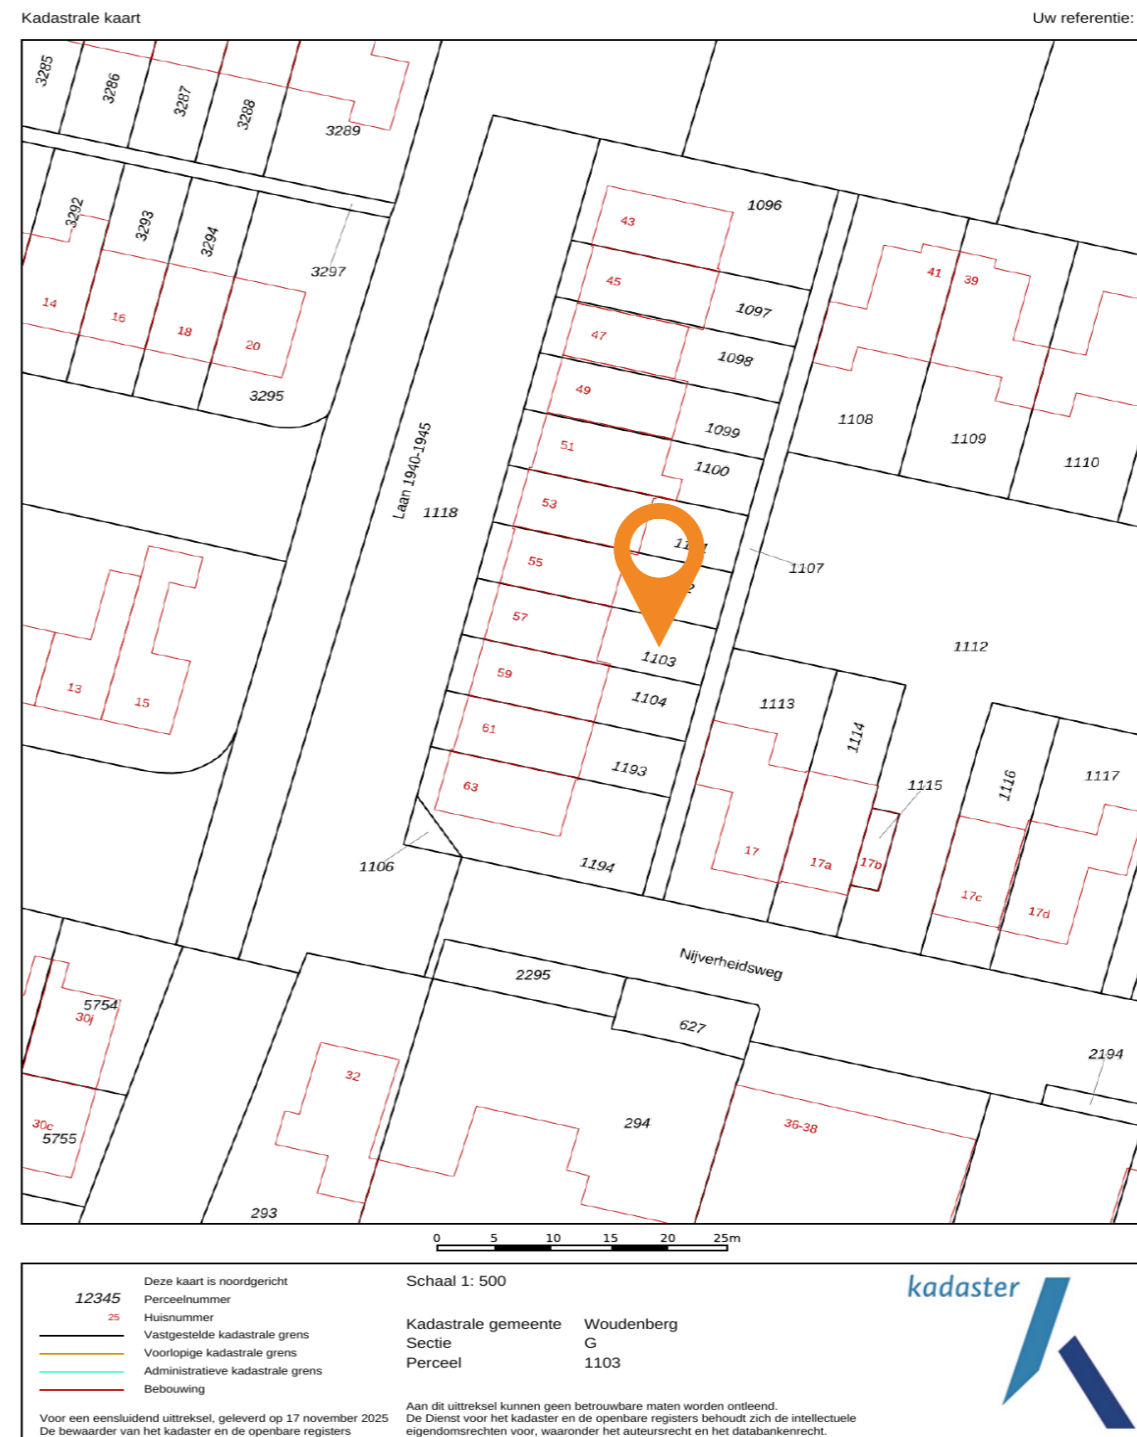 Kadastrale kaart
Uw referentie:
3285
3286
3287
3288
3289
3292
3293
3294
3297
14
16
18
20
3295
1096
43
45
1097
47
1098
49
1099
51
1100
53
55
57
1103
59
1104
61
1193
63
1194
1106
1118
Laan 1940-1945
41
39
1108
1109
1110
1107
1112
1113
1114
1115
1116
1117
17
17a
17b
17c
17d
13
15
Nijverheidsweg
2295
627
2194
5754
30j
30c
5755
32
294
36-38
293
0 5 10 15 20 25m
Deze kaart is noordgericht
12345 Perceelnummer
25 Huisnummer
Vastgestelde kadastrale grens
Voorlopige kadastrale grens
Administratieve kadastrale grens
Bebouwing
Voor een eensluidend uittreksel, geleverd op 17 november 2025
De bewaarder van het kadaster en de openbare registers
Schaal 1: 500
Kadastrale gemeente Woudenberg
Sectie G
Perceel 1103
Aan dit uittreksel kunnen geen betrouwbare maten worden ontleend.
De Dienst voor het kadaster en de openbare registers behoudt zich de intellectuele
eigendomsrechten voor, waaronder het auteursrecht en het databankenrecht.
kadaster